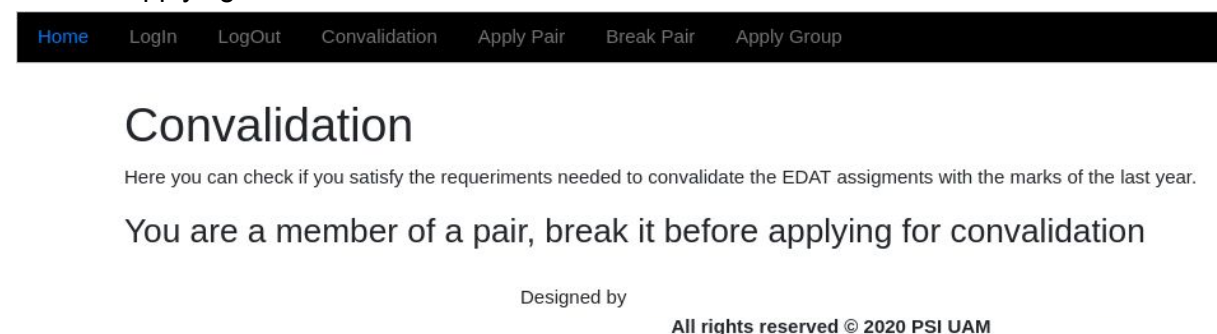 Home LogIn LogOut Convalidation Apply Pair Break Pair Apply Group
Convalidation
Here you can check if you satisfy the requeriments needed to convalidate the EDAT assigments with the marks of the last year.
You are a member of a pair, break it before applying for convalidation
Designed by
All rights reserved © 2020 PSI UAM